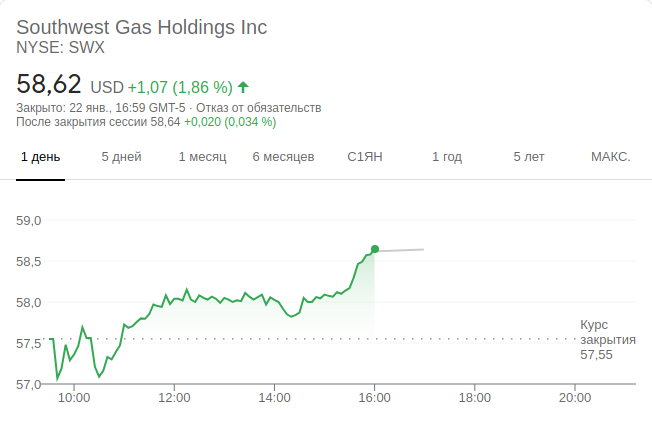 Southwest Gas Holdings Inc
NYSE: SWX
58,62 USD +1,07 (1,86 %)
Закрыто: 22 янв., 16:59 GMT-5 · Отказ от обязательств
После закрытия сессии 58,64 +0,020 (0,034 %)
1 день 5 дней 1 месяц 6 месяцев С1ЯН 1 год 5 лет МАКС.
59,0
58,5
58,0
57,5
57,0
Курс
закрытия
57,55
10:00 12:00 14:00 16:00 18:00 20:00